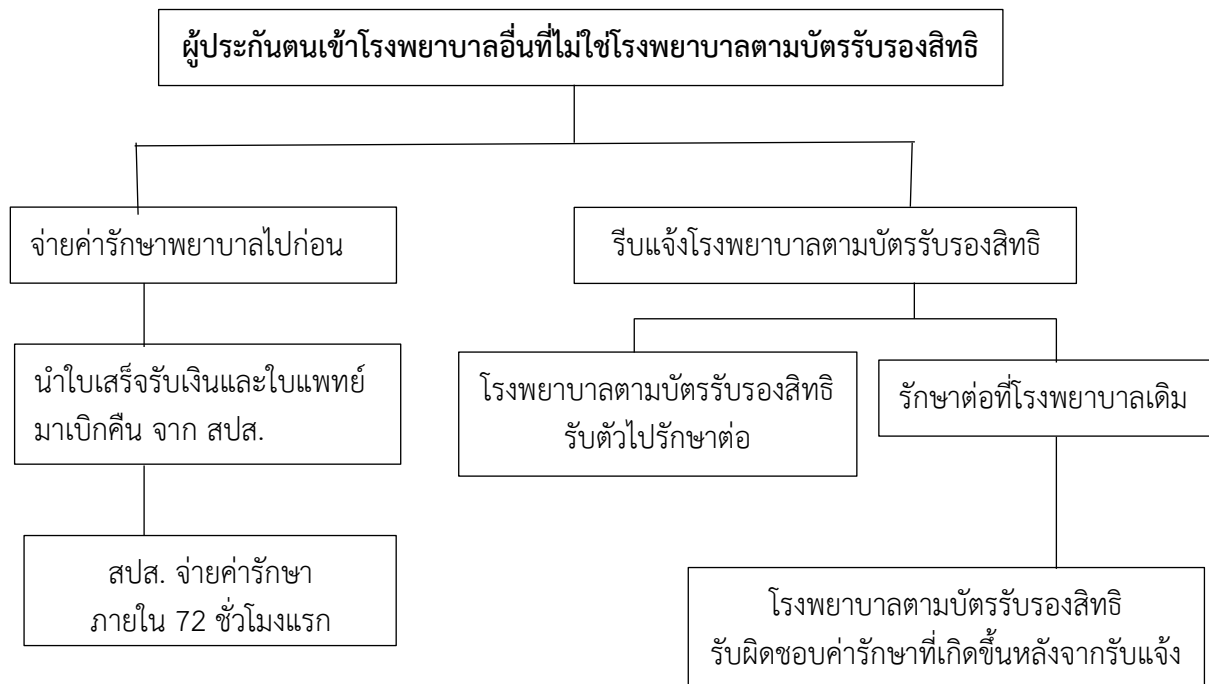 ผู้ประกันตนเข้าโรงพยาบาลอื่นที่ไม่ใช่โรงพยาบาลตามบัตรรับรองสิทธิ
จ่ายค่ารักษาพยาบาลไปก่อน
รีบแจ้งโรงพยาบาลตามบัตรรับรองสิทธิ
นำใบเสร็จรับเงินและใบแพทย์
มาเบิกคืน จาก สปส.
โรงพยาบาลตามบัตรรับรองสิทธิ
รับตัวไปรักษาต่อ
รักษาต่อที่โรงพยาบาลเดิม
สปส. จ่ายค่ารักษา
ภายใน 72 ชั่วโมงแรก
โรงพยาบาลตามบัตรรับรองสิทธิ
รับผิดชอบค่ารักษาที่เกิดขึ้นหลังจากรับแจ้ง